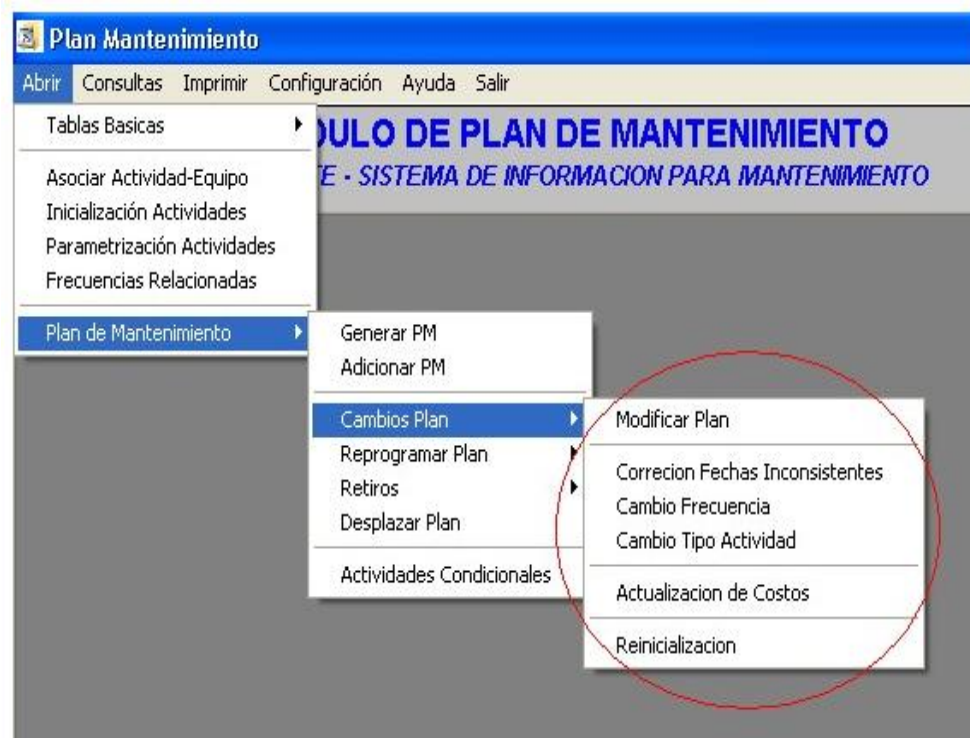 Plan Mantenimiento
Abrir Consultas Imprimir Configuración Ayuda Salir
DULO DE PLAN DE MANTENIMIENTO
E - SISTEMA DE INFORMACION PARA MANTENIMIENTO
Tablas Basicas
Asociar Actividad-Equipo
Inicialización Actividades
Parametrización Actividades
Frecuencias Relacionadas
Plan de Mantenimiento
Generar PM
Adicionar PM
Cambios Plan
Reprogramar Plan
Retiros
Desplazar Plan
Actividades Condicionales
Modificar Plan
Correcion Fechas Inconsistentes
Cambio Frecuencia
Cambio Tipo Actividad
Actualizacion de Costos
Reinicializacion